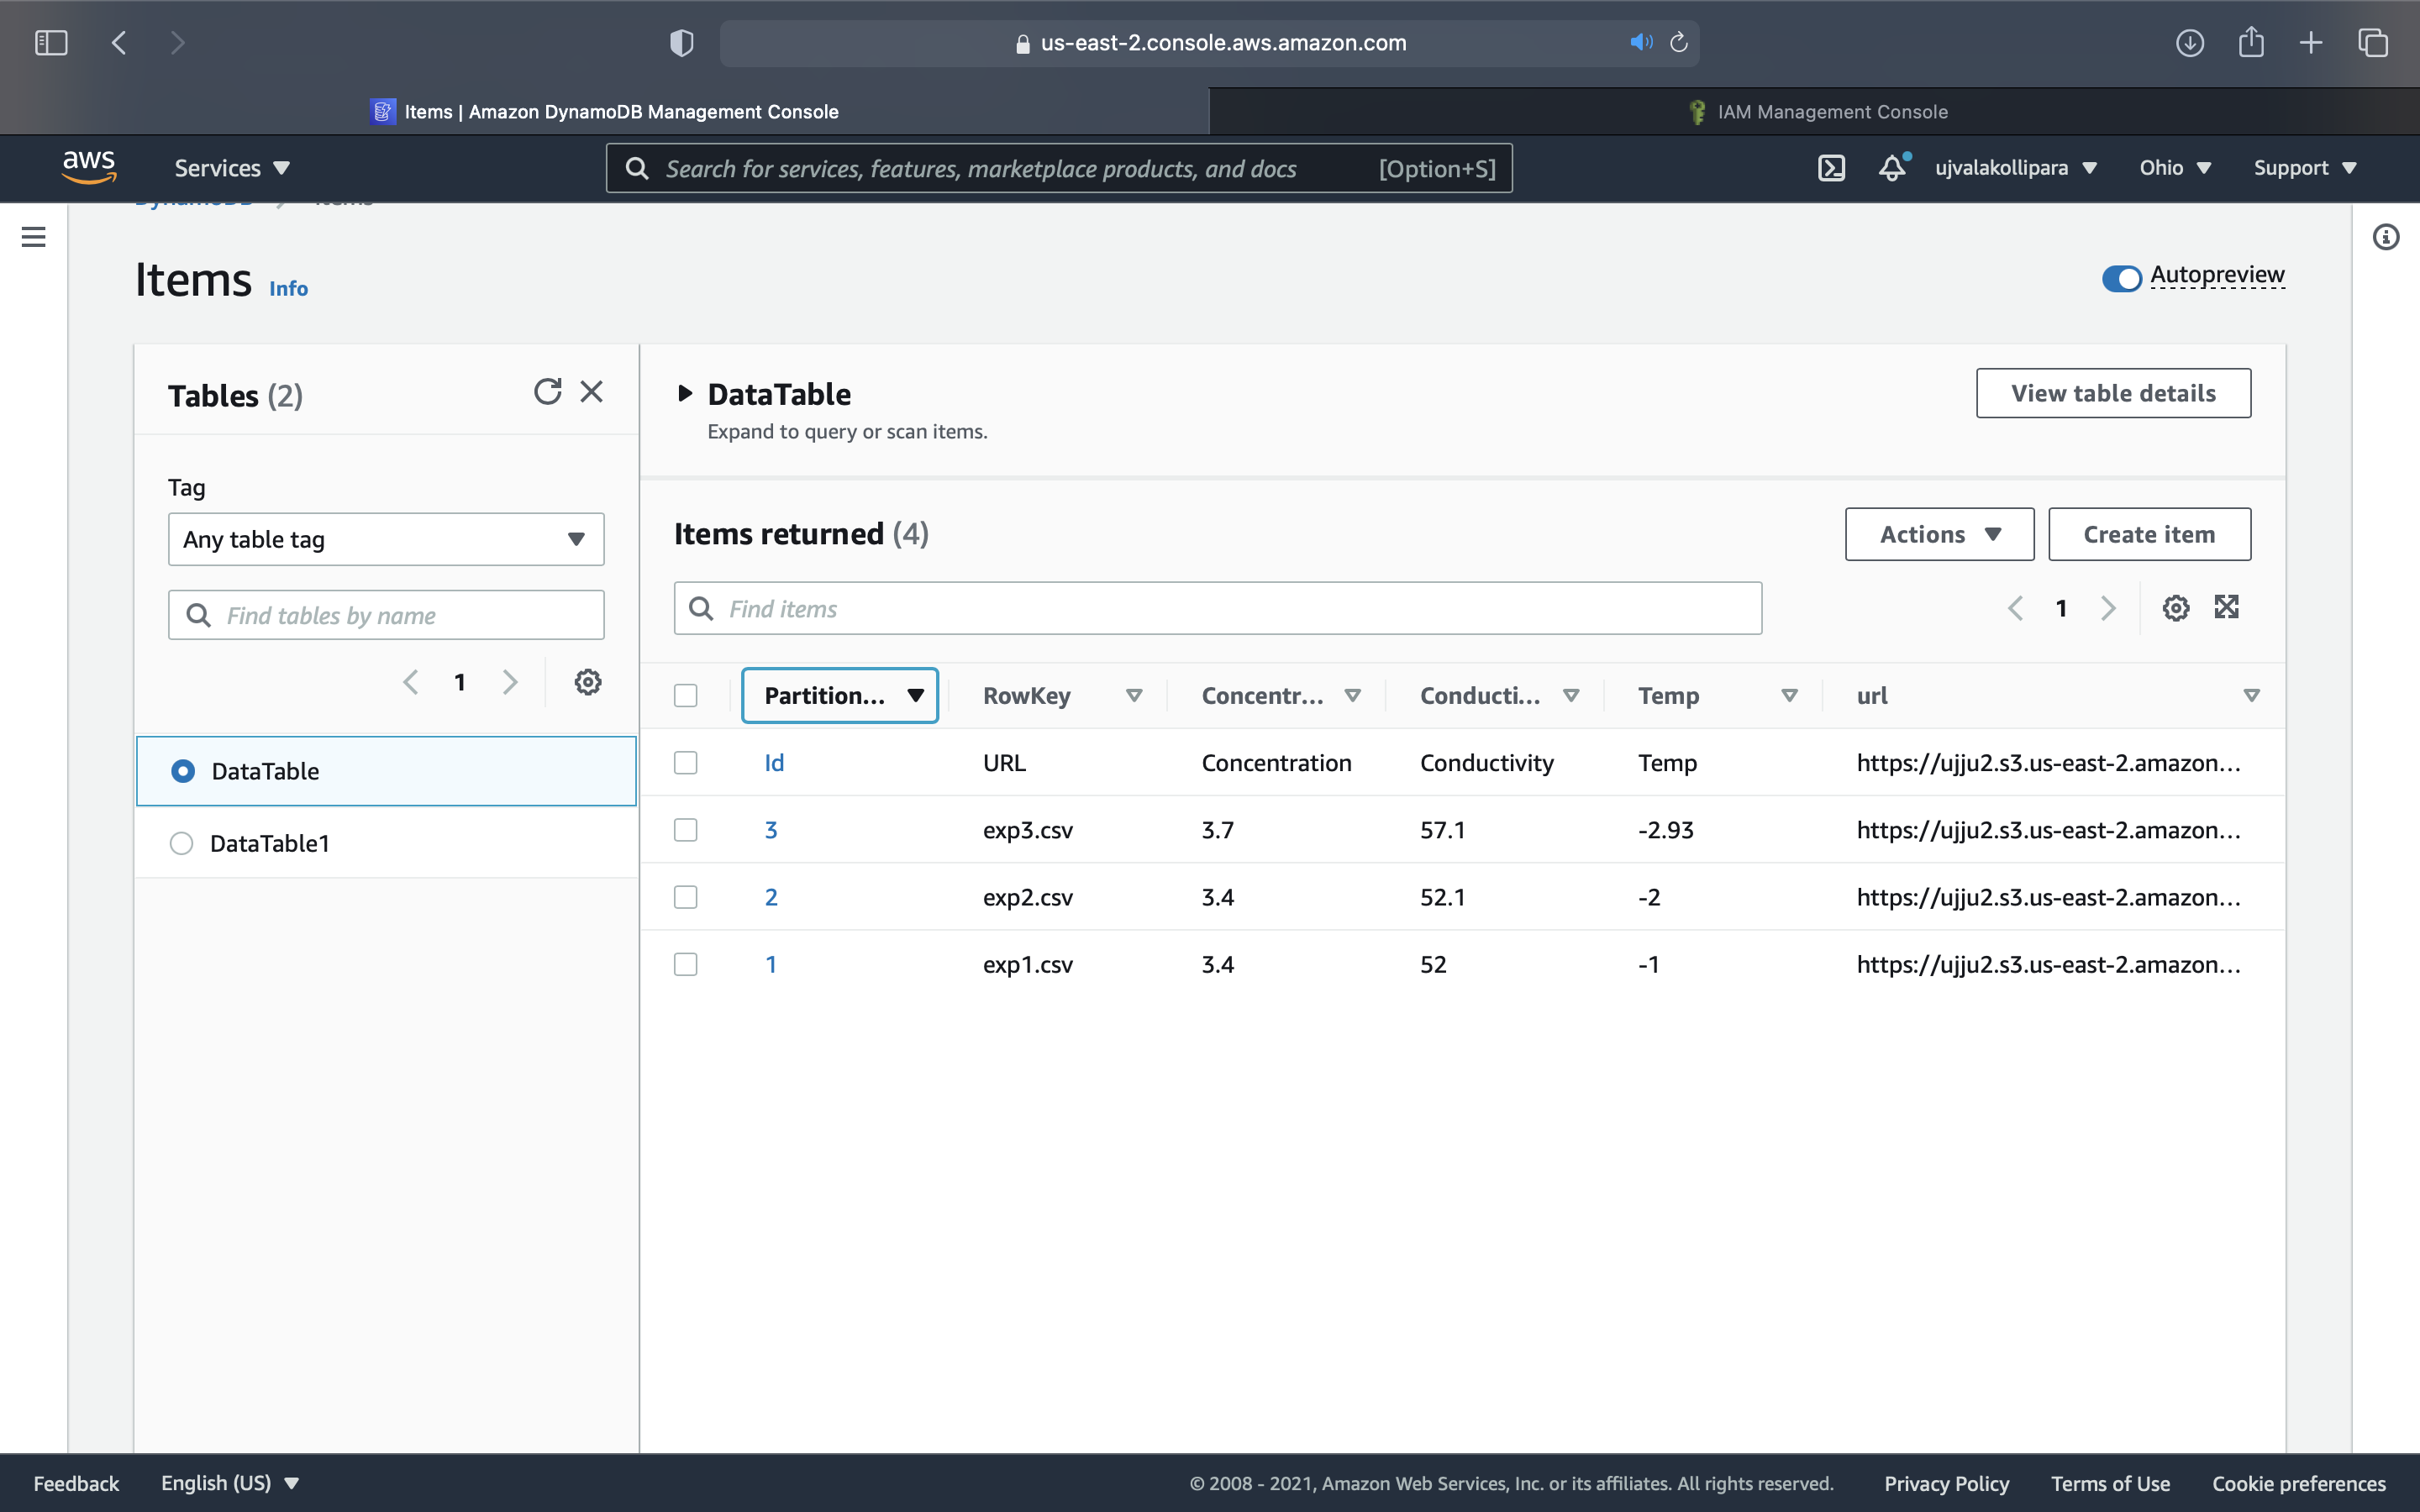 us-east-2.console.aws.amazon.com
Items | Amazon DynamoDB Management Console
IAM Management Console
aws
Services
Search for services, features, marketplace products, and docs [Option+S]
ujvalakollipara
Ohio
Support
DynamoDB Items
Items Info
Autopreview
Tables (2)
Tag
Any table tag
Find tables by name
1
DataTable
DataTable1
DataTable
Expand to query or scan items.
View table details
Items returned (4)
Actions
Create item
Find items
1
Partition... RowKey Concentr... Conducti... Temp url
Id URL Concentration Conductivity Temp https://ujju2.s3.us-east-2.amazon...
3 exp3.csv 3.7 57.1 -2.93 https://ujju2.s3.us-east-2.amazon...
2 exp2.csv 3.4 52.1 -2 https://ujju2.s3.us-east-2.amazon...
1 exp1.csv 3.4 52 -1 https://ujju2.s3.us-east-2.amazon...
Feedback English (US) © 2008 - 2021, Amazon Web Services, Inc. or its affiliates. All rights reserved. Privacy Policy Terms of Use Cookie preferences